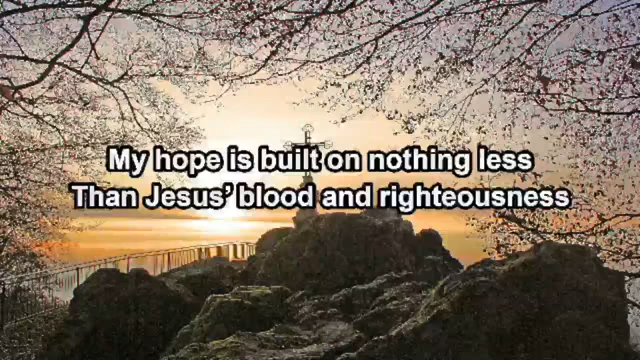 My hope is built on nothing less
Than Jesus’ blood and righteousness